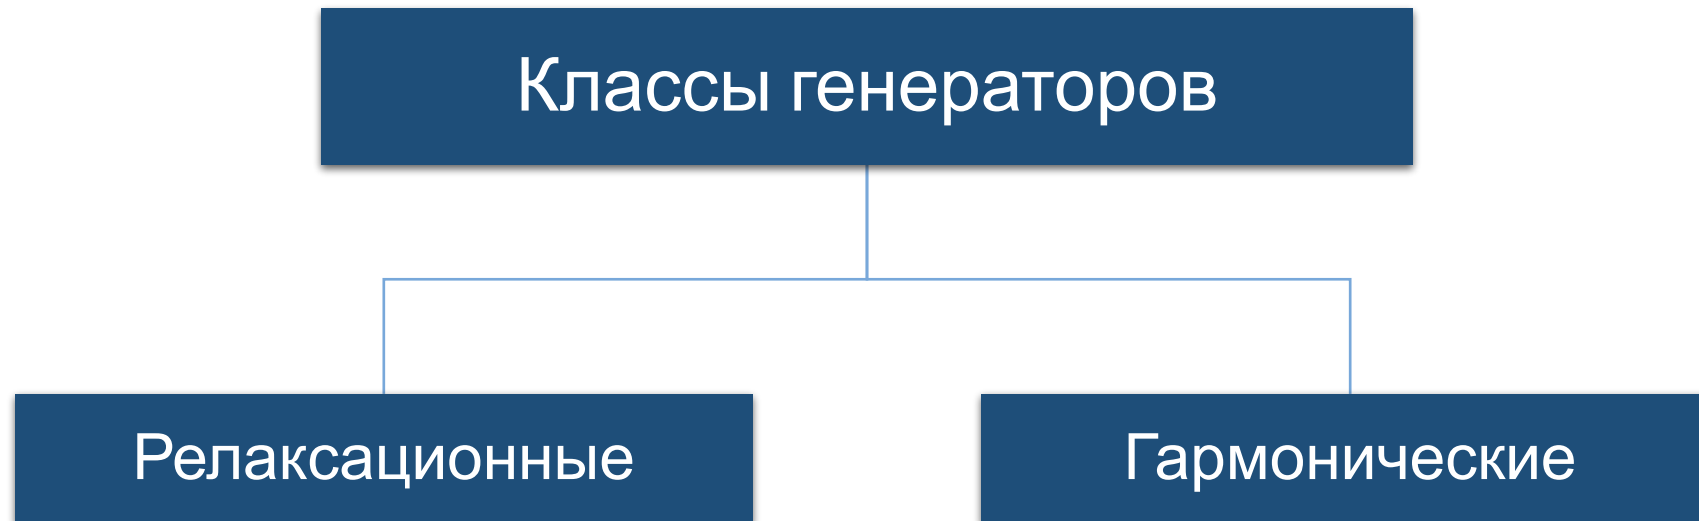 Классы генераторов
Релаксационные
Гармонические